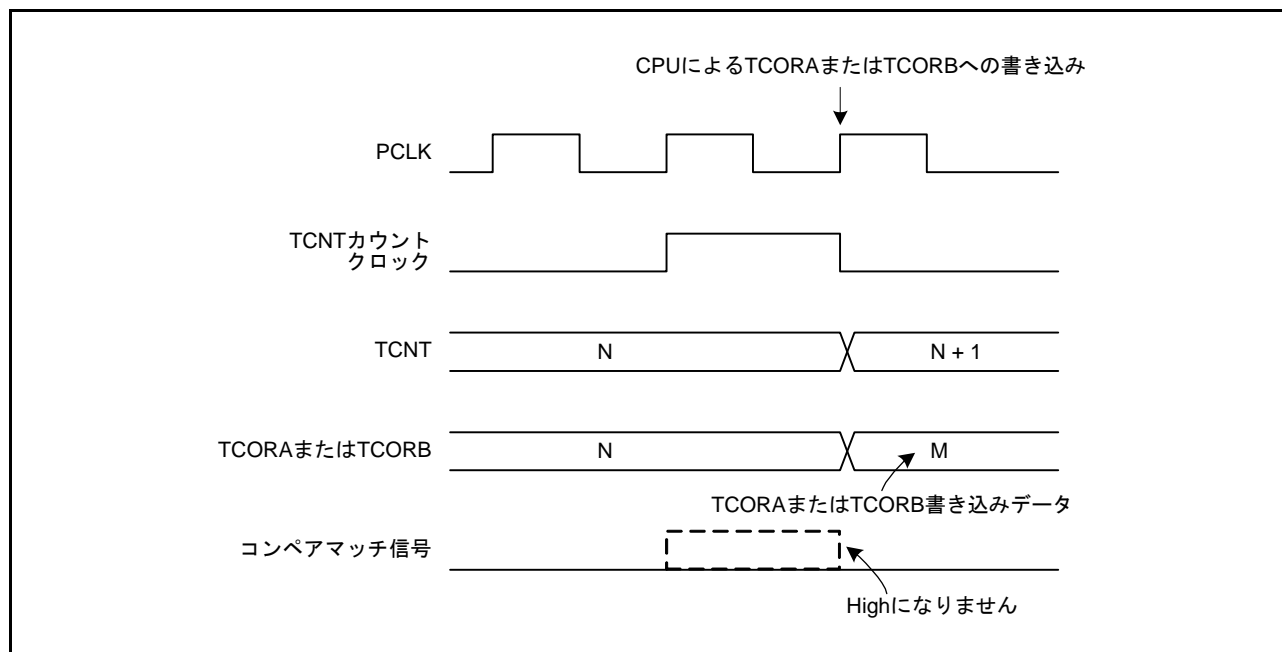 CPUによるTCORAまたはTCORBへの書き込み
PCLK
TCNTカウント
クロック
TCNT
N
N + 1
TCORAまたはTCORB
N
M
TCORAまたはTCORB書き込みデータ
コンペアマッチ信号
Highになりません